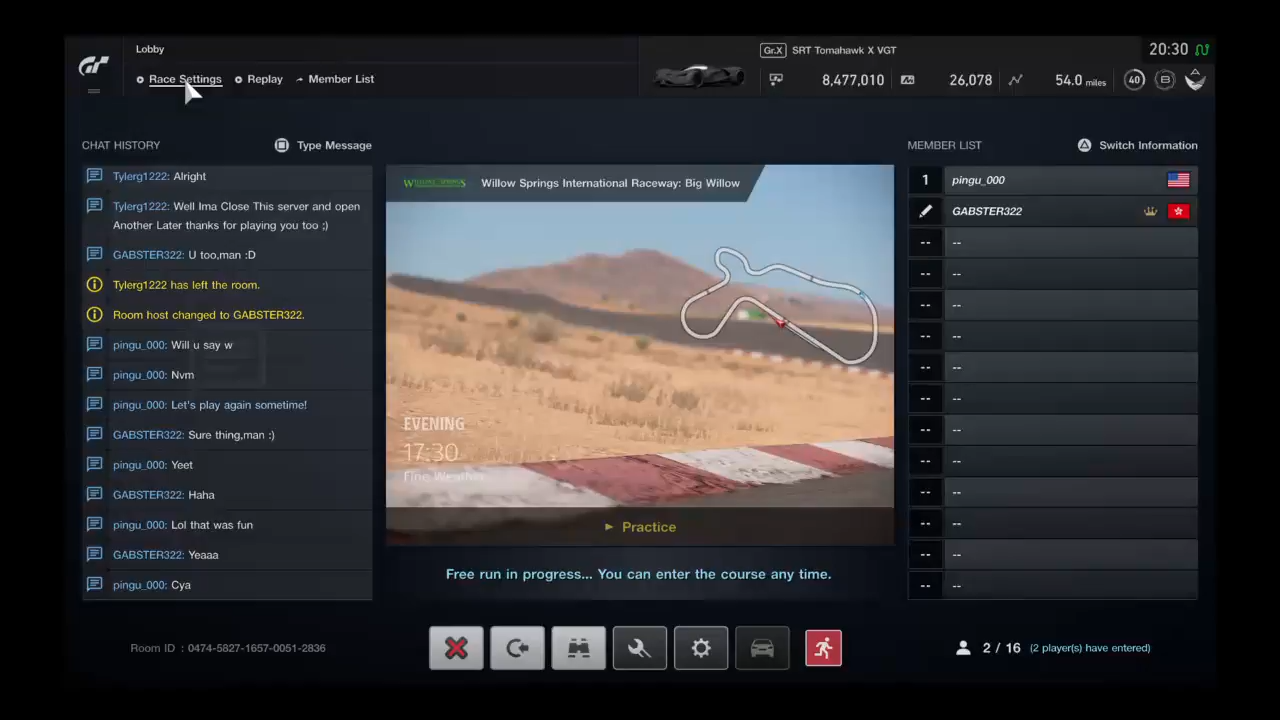 Lobby
Race Settings
Replay
Member List
Gr.X SRT Tomahawk X VGT
20:30
8,477,010
26,078
54.0 miles
40
B
CHAT HISTORY
Type Message
Tylerg1222: Alright
Tylerg1222: Well Ima Close This server and open
Another Later thanks for playing you too ;)
GABSTER322: U too,man :D
Tylerg1222 has left the room.
Room host changed to GABSTER322.
pingu_000: Will u say w
pingu_000: Nvm
pingu_000: Let's play again sometime!
GABSTER322: Sure thing,man :)
pingu_000: Yeet
GABSTER322: Haha
pingu_000: Lol that was fun
GABSTER322: Yeaaa
pingu_000: Cya
WILLOW SPRINGS
Willow Springs International Raceway: Big Willow
EVENING
17:30
Fine Weather
Practice
Free run in progress... You can enter the course any time.
MEMBER LIST
Switch Information
1 pingu_000
GABSTER322
-- --
-- --
-- --
-- --
-- --
-- --
-- --
-- --
-- --
-- --
-- --
-- --
Room ID : 0474-5827-1657-0051-2836
2 / 16 (2 player(s) have entered)